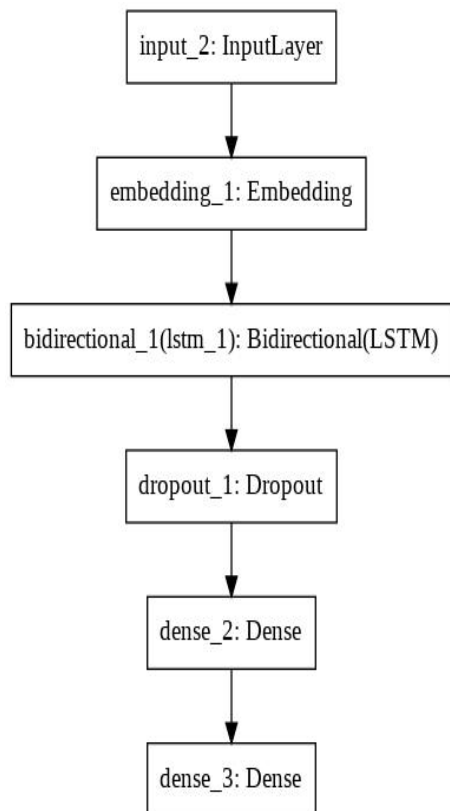 input_2: InputLayer
embedding_1: Embedding
bidirectional_1(lstm_1): Bidirectional(LSTM)
dropout_1: Dropout
dense_2: Dense
dense_3: Dense